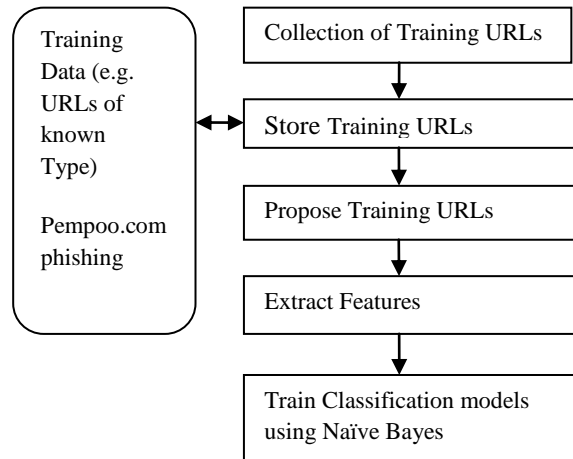 Training
Data (e.g.
URLs of
known
Type)
Pempoo.com
phishing
Collection of Training URLs
Store Training URLs
Propose Training URLs
Extract Features
Train Classification models
using Naïve Bayes